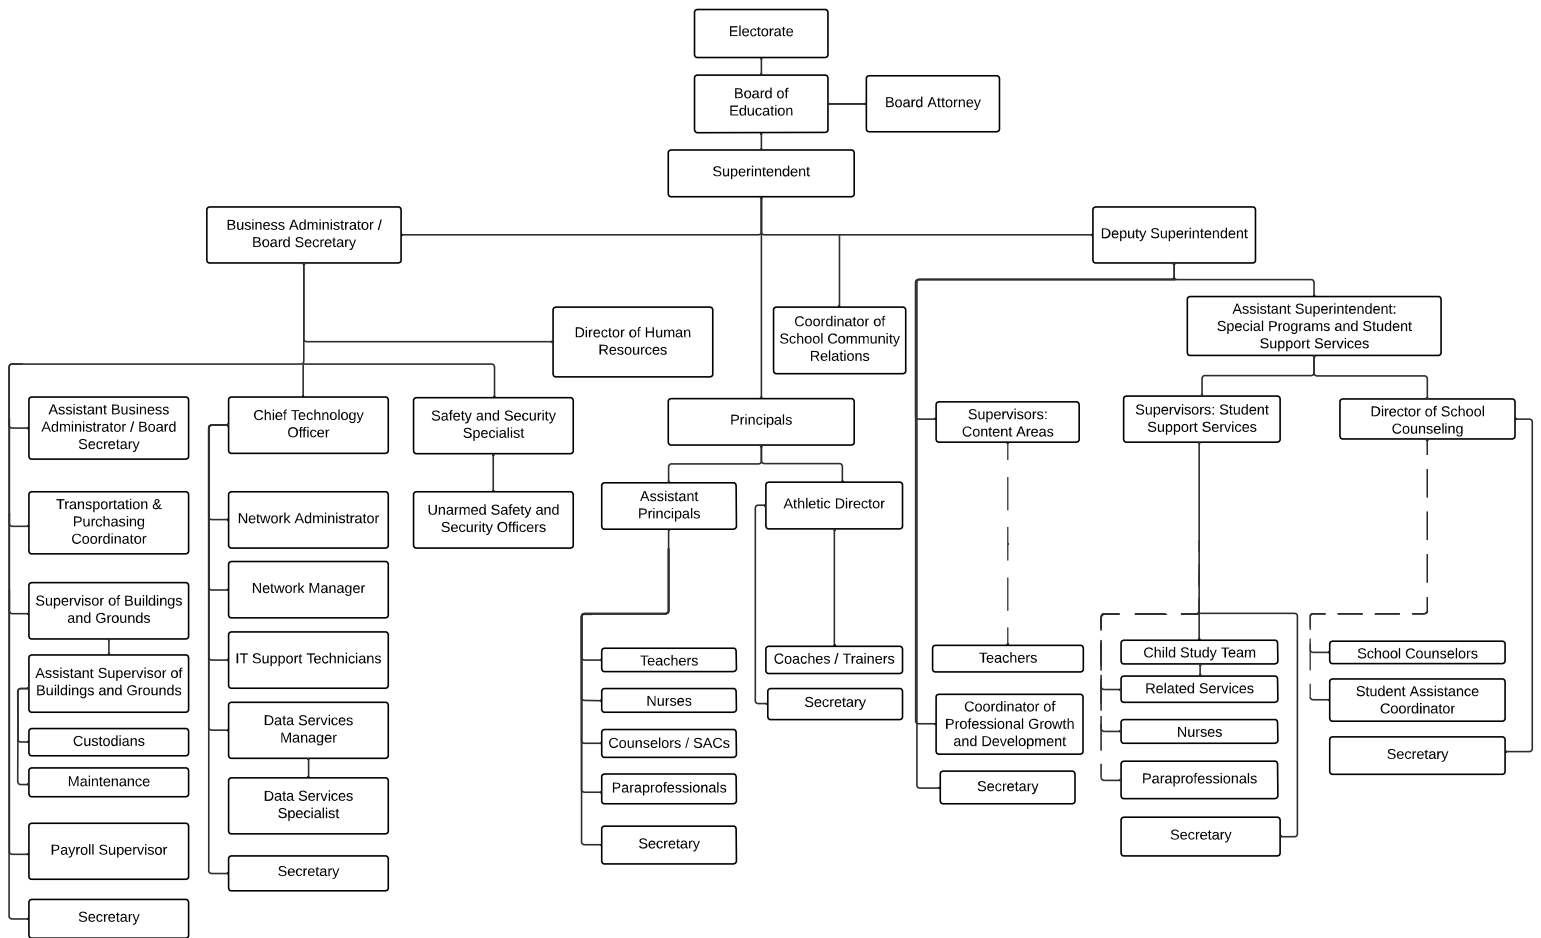 Electorate
Board of
Education
Board Attorney
Superintendent
Business Administrator /
Board Secretary
Deputy Superintendent
Director of Human
Resources
Coordinator of
School Community
Relations
Assistant Superintendent:
Special Programs and Student
Support Services
Assistant Business
Administrator / Board
Secretary
Chief Technology
Officer
Safety and Security
Specialist
Principals
Supervisors:
Content Areas
Supervisors: Student
Support Services
Director of School
Counseling
Transportation &
Purchasing
Coordinator
Network Administrator
Unarmed Safety and
Security Officers
Assistant
Principals
Athletic Director
Supervisor of Buildings
and Grounds
Network Manager
Assistant Supervisor of
Buildings and Grounds
IT Support Technicians
Teachers
Coaches / Trainers
Teachers
Child Study Team
School Counselors
Custodians
Data Services
Manager
Nurses
Secretary
Coordinator of
Professional Growth
and Development
Related Services
Student Assistance
Coordinator
Maintenance
Data Services
Specialist
Counselors / SACs
Nurses
Secretary
Paraprofessionals
Secretary
Paraprofessionals
Payroll Supervisor
Secretary
Secretary
Secretary
Secretary